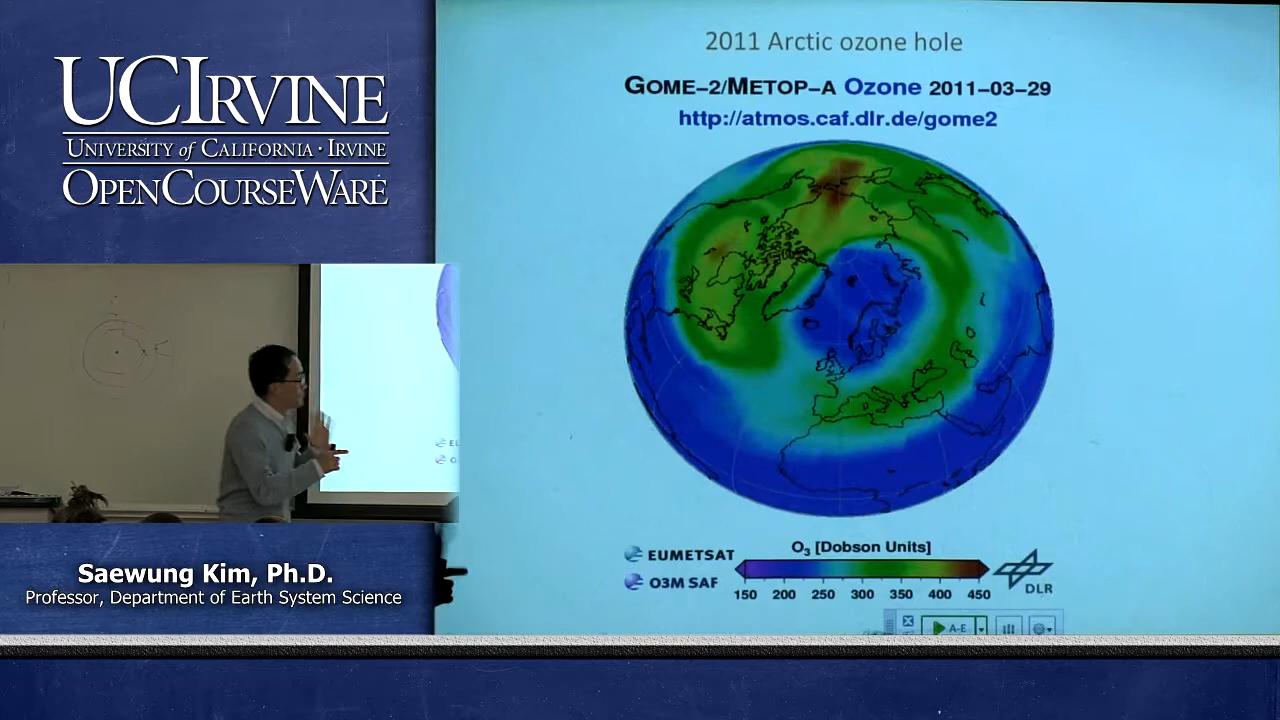 UCIRVINE
UNIVERSITY of CALIFORNIA · IRVINE
OPENCOURSEWARE
2011 Arctic ozone hole
GOME–2/METOP–A Ozone 2011–03–29
http://atmos.caf.dlr.de/gome2
EUMETSAT
O3M SAF
O₃ [Dobson Units]
150 200 250 300 350 400 450
DLR
A-E
Saewung Kim, Ph.D.
Professor, Department of Earth System Science